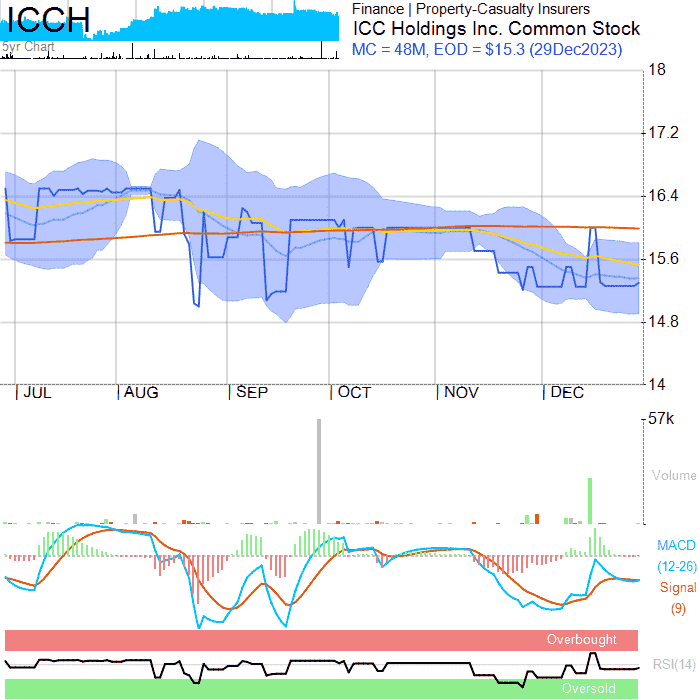 ICCH
5yr Chart
Finance | Property-Casualty Insurers
ICC Holdings Inc. Common Stock
MC = 48M, EOD = $15.3 (29Dec2023)
18
17.2
16.4
15.6
14.8
14
JUL AUG SEP OCT NOV DEC
57k
Volume
MACD
(12-26)
Signal
(9)
Overbought
RSI(14)
Oversold